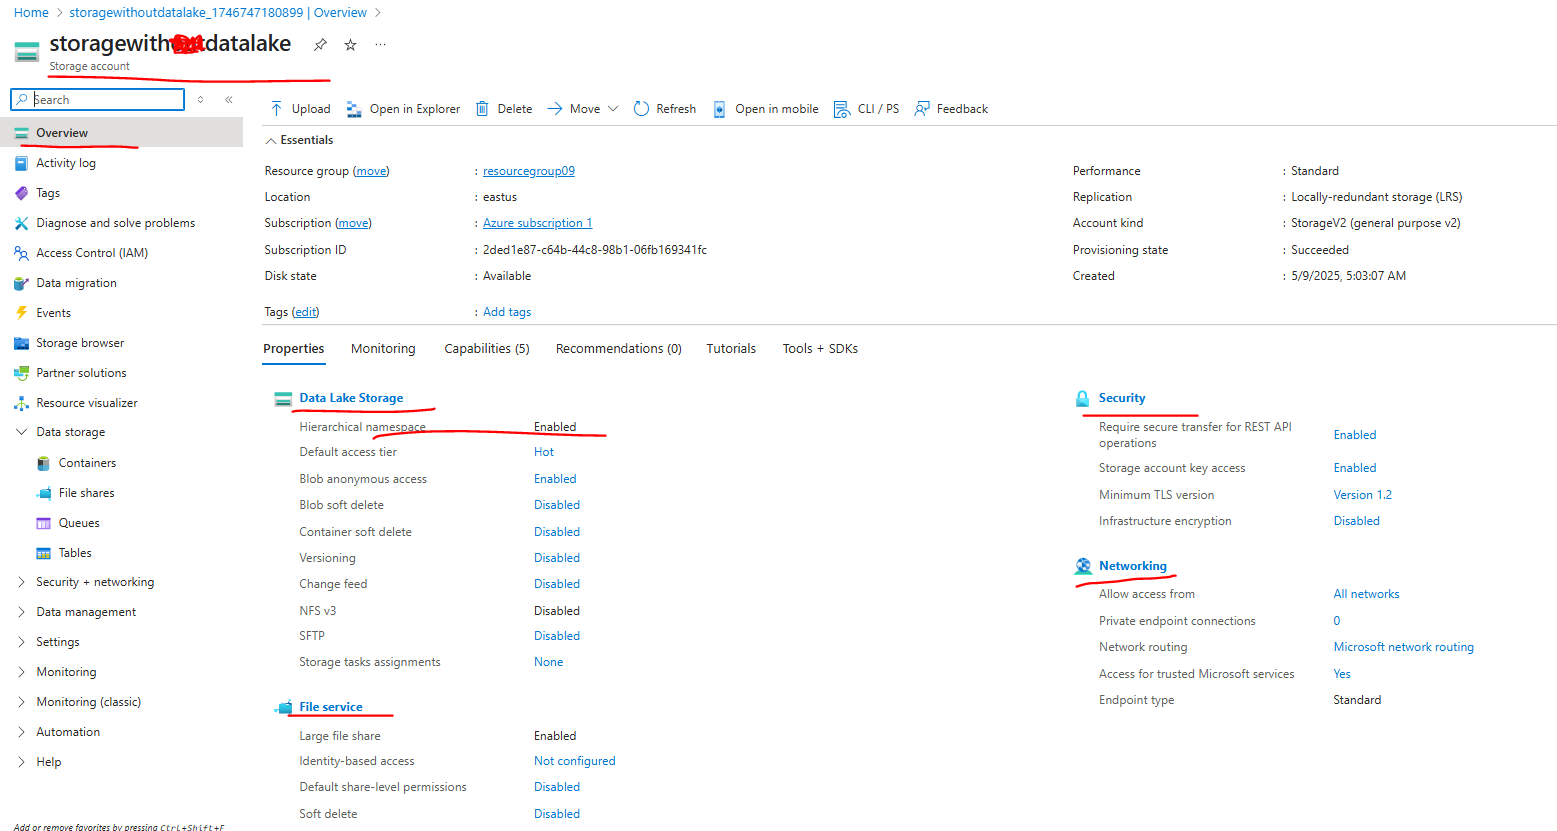 Home > storagewithoutdatalake_1746747180899 | Overview >
storagewith datalake
Storage account
Search
Overview
Activity log
Tags
Diagnose and solve problems
Access Control (IAM)
Data migration
Events
Storage browser
Partner solutions
Resource visualizer
Data storage
Containers
File shares
Queues
Tables
Security + networking
Data management
Settings
Monitoring
Monitoring (classic)
Automation
Help
Add or remove favorites by pressing Ctrl+Shift+F
Upload Open in Explorer Delete Move Refresh Open in mobile CLI / PS Feedback
Essentials
Resource group (move) : resourcegroup09
Location : eastus
Subscription (move) : Azure subscription 1
Subscription ID : 2ded1e87-c64b-44c8-98b1-06fb169341fc
Disk state : Available
Tags (edit) : Add tags
Performance : Standard
Replication : Locally-redundant storage (LRS)
Account kind : StorageV2 (general purpose v2)
Provisioning state : Succeeded
Created : 5/9/2025, 5:03:07 AM
Properties Monitoring Capabilities (5) Recommendations (0) Tutorials Tools + SDKs
Data Lake Storage
Hierarchical namespace Enabled
Default access tier Hot
Blob anonymous access Enabled
Blob soft delete Disabled
Container soft delete Disabled
Versioning Disabled
Change feed Disabled
NFS v3 Disabled
SFTP Disabled
Storage tasks assignments None
File service
Large file share Enabled
Identity-based access Not configured
Default share-level permissions Disabled
Soft delete Disabled
Security
Require secure transfer for REST API
operations Enabled
Storage account key access Enabled
Minimum TLS version Version 1.2
Infrastructure encryption Disabled
Networking
Allow access from All networks
Private endpoint connections 0
Network routing Microsoft network routing
Access for trusted Microsoft services Yes
Endpoint type Standard